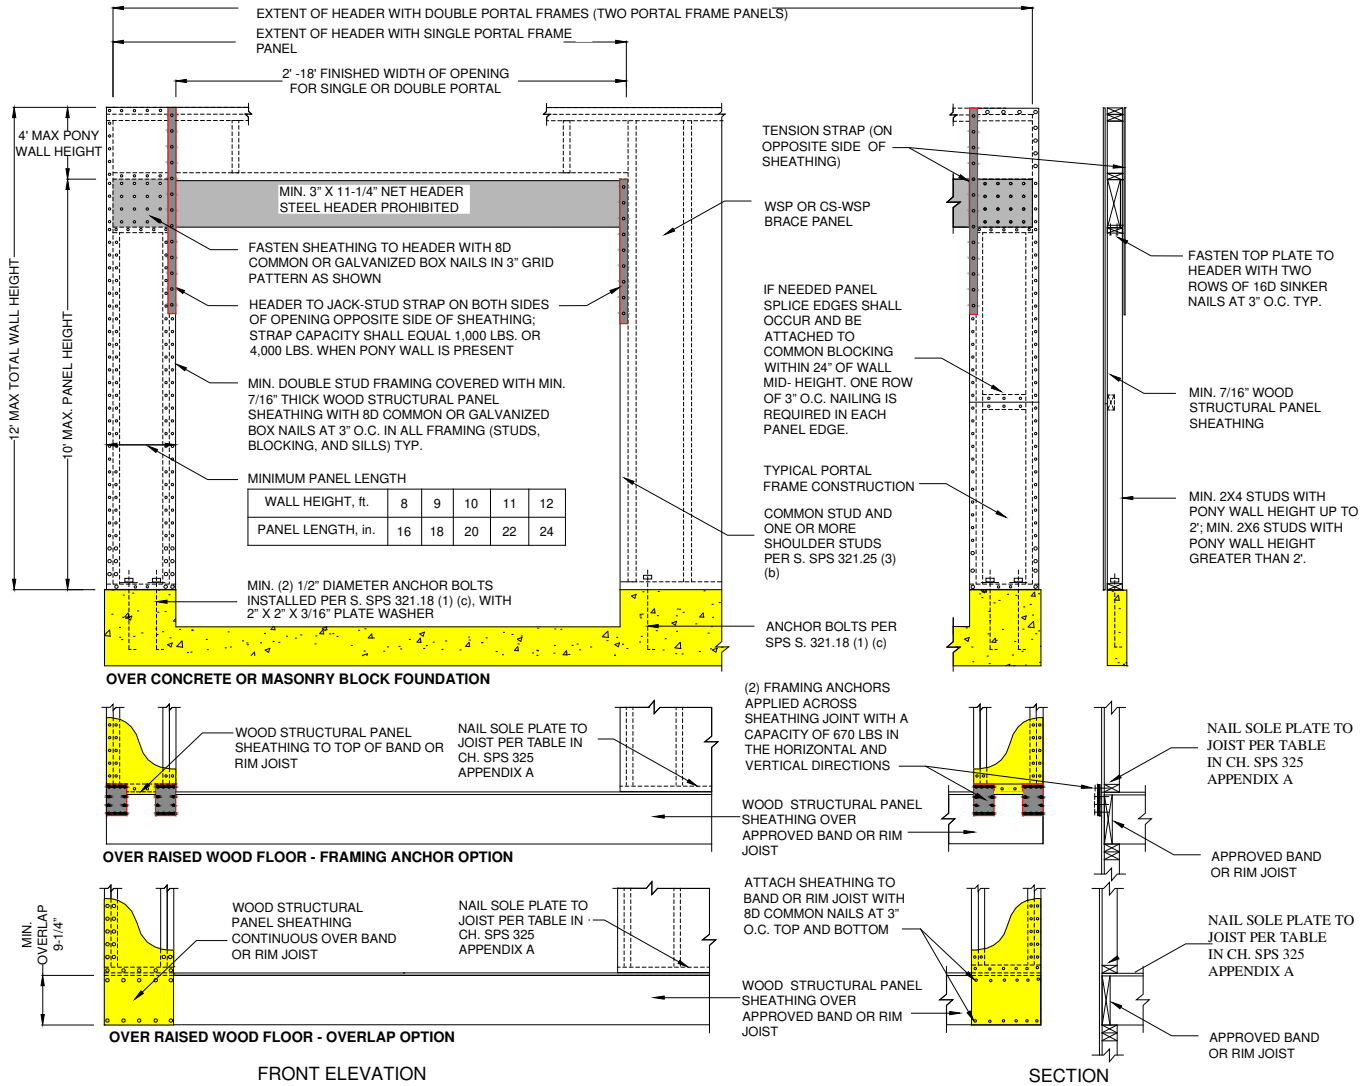 EXTENT OF HEADER WITH DOUBLE PORTAL FRAMES (TWO PORTAL FRAME PANELS)
EXTENT OF HEADER WITH SINGLE PORTAL FRAME
PANEL
2' -18' FINISHED WIDTH OF OPENING
FOR SINGLE OR DOUBLE PORTAL
4' MAX PONY
WALL HEIGHT
12' MAX TOTAL WALL HEIGHT
10' MAX. PANEL HEIGHT
MIN. 3" X 11-1/4" NET HEADER
STEEL HEADER PROHIBITED
FASTEN SHEATHING TO HEADER WITH 8D
COMMON OR GALVANIZED BOX NAILS IN 3" GRID
PATTERN AS SHOWN
HEADER TO JACK-STUD STRAP ON BOTH SIDES
OF OPENING OPPOSITE SIDE OF SHEATHING;
STRAP CAPACITY SHALL EQUAL 1,000 LBS. OR
4,000 LBS. WHEN PONY WALL IS PRESENT
MIN. DOUBLE STUD FRAMING COVERED WITH MIN.
7/16" THICK WOOD STRUCTURAL PANEL
SHEATHING WITH 8D COMMON OR GALVANIZED
BOX NAILS AT 3" O.C. IN ALL FRAMING (STUDS,
BLOCKING, AND SILLS) TYP.
MINIMUM PANEL LENGTH
WALL HEIGHT, ft. 8 9 10 11 12
PANEL LENGTH, in. 16 18 20 22 24
MIN. (2) 1/2" DIAMETER ANCHOR BOLTS
INSTALLED PER S. SPS 321.18 (1) (c), WITH
2" X 2" X 3/16" PLATE WASHER
TENSION STRAP (ON
OPPOSITE SIDE OF
SHEATHING)
WSP OR CS-WSP
BRACE PANEL
IF NEEDED PANEL
SPLICE EDGES SHALL
OCCUR AND BE
ATTACHED TO
COMMON BLOCKING
WITHIN 24" OF WALL
MID- HEIGHT. ONE ROW
OF 3" O.C. NAILING IS
REQUIRED IN EACH
PANEL EDGE.
TYPICAL PORTAL
FRAME CONSTRUCTION
COMMON STUD AND
ONE OR MORE
SHOULDER STUDS
PER S. SPS 321.25 (3)
(b)
ANCHOR BOLTS PER
SPS S. 321.18 (1) (c)
FASTEN TOP PLATE TO
HEADER WITH TWO
ROWS OF 16D SINKER
NAILS AT 3" O.C. TYP.
MIN. 7/16" WOOD
STRUCTURAL PANEL
SHEATHING
MIN. 2X4 STUDS WITH
PONY WALL HEIGHT UP TO
2'; MIN. 2X6 STUDS WITH
PONY WALL HEIGHT
GREATER THAN 2'.
OVER CONCRETE OR MASONRY BLOCK FOUNDATION
WOOD STRUCTURAL PANEL
SHEATHING TO TOP OF BAND OR
RIM JOIST
NAIL SOLE PLATE TO
JOIST PER TABLE IN
CH. SPS 325
APPENDIX A
(2) FRAMING ANCHORS
APPLIED ACROSS
SHEATHING JOINT WITH A
CAPACITY OF 670 LBS IN
THE HORIZONTAL AND
VERTICAL DIRECTIONS
WOOD STRUCTURAL PANEL
SHEATHING OVER
APPROVED BAND OR RIM
JOIST
NAIL SOLE PLATE TO
JOIST PER TABLE
IN CH. SPS 325
APPENDIX A
APPROVED BAND
OR RIM JOIST
OVER RAISED WOOD FLOOR - FRAMING ANCHOR OPTION
MIN.
OVERLAP
9-1/4"
WOOD STRUCTURAL
PANEL SHEATHING
CONTINUOUS OVER BAND
OR RIM JOIST
NAIL SOLE PLATE TO
JOIST PER TABLE IN
CH. SPS 325
APPENDIX A
ATTACH SHEATHING TO
BAND OR RIM JOIST WITH
8D COMMON NAILS AT 3"
O.C. TOP AND BOTTOM
WOOD STRUCTURAL PANEL
SHEATHING OVER
APPROVED BAND OR RIM
JOIST
NAIL SOLE PLATE TO
JOIST PER TABLE
IN CH. SPS 325
APPENDIX A
APPROVED BAND
OR RIM JOIST
OVER RAISED WOOD FLOOR - OVERLAP OPTION
FRONT ELEVATION
SECTION